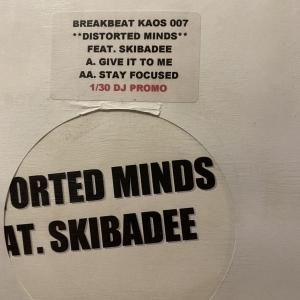 BREAKBEAT KAOS 007
**DISTORTED MINDS**
FEAT. SKIBADEE
A. GIVE IT TO ME
AA. STAY FOCUSED
1/30 DJ PROMO
ORTED MINDS
AT. SKIBADEE